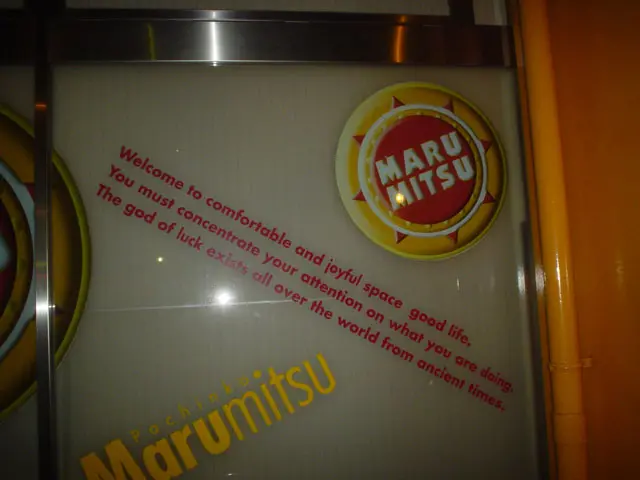 MARU
MITSU
Welcome to comfortable and joyful space good life.
You must concentrate your attention on what you are doing.
The god of luck exists all over the world from ancient times.
Pachinko
Marumitsu